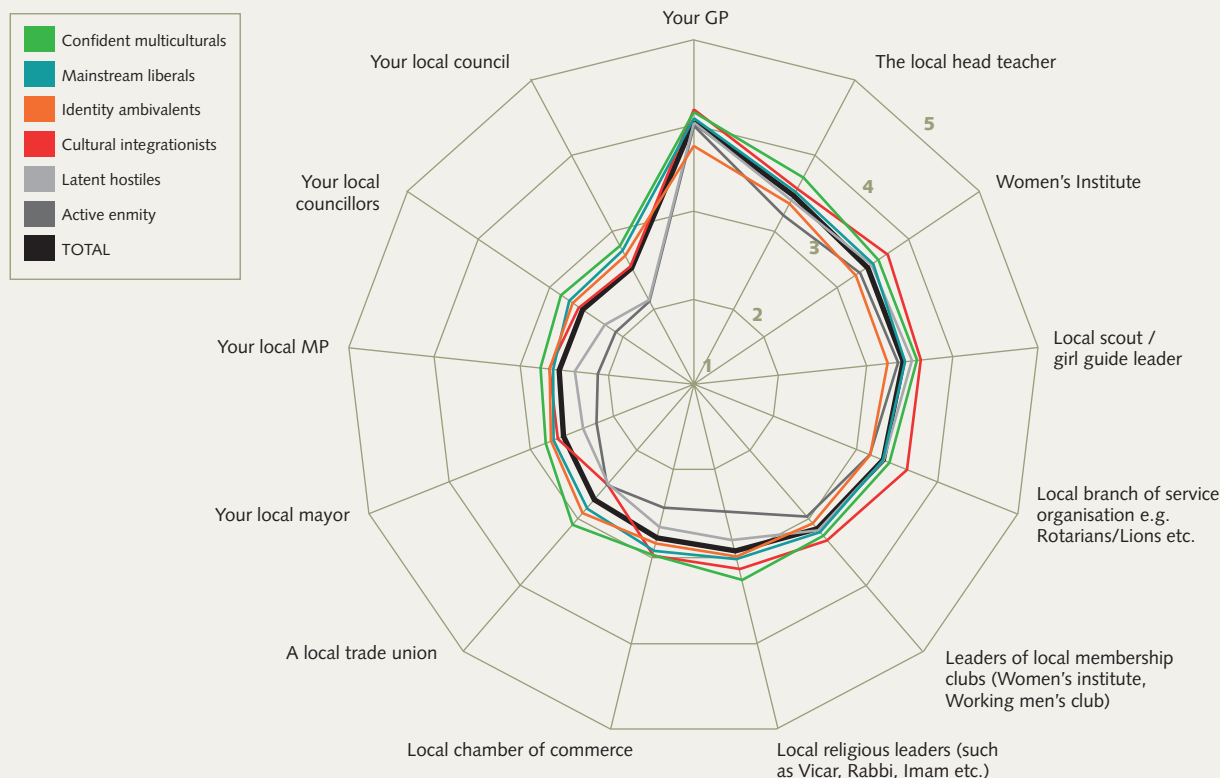 Confident multiculturals
Mainstream liberals
Identity ambivalents
Cultural integrationists
Latent hostiles
Active enmity
TOTAL
Your GP
The local head teacher
Women's Institute
Local scout /
girl guide leader
Local branch of service
organisation e.g.
Rotarians/Lions etc.
Leaders of local membership
clubs (Women's institute,
Working men's club)
Local religious leaders (such
as Vicar, Rabbi, Imam etc.)
Local chamber of commerce
A local trade union
Your local mayor
Your local MP
Your local
councillors
Your local council
5
4
3
2
1